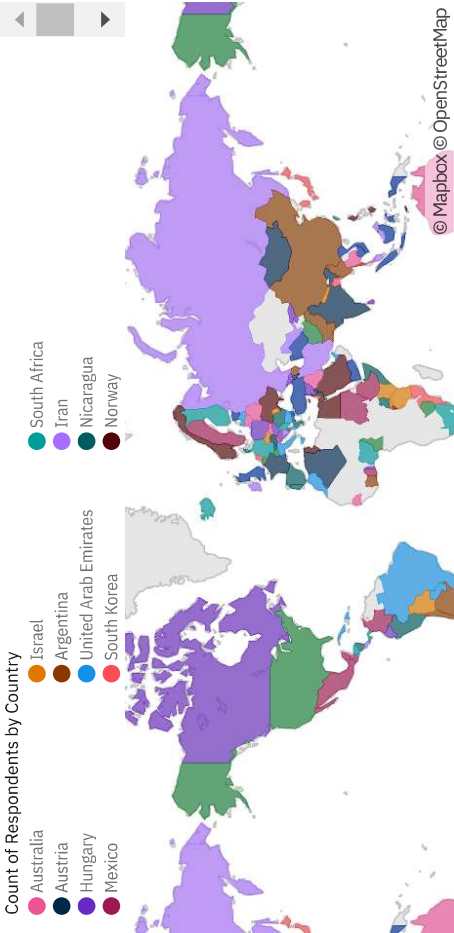 Count of Respondents by Country
Australia
Israel
South Africa
Austria
Argentina
Iran
Hungary
United Arab Emirates
Nicaragua
Mexico
South Korea
Norway
© Mapbox © OpenStreetMap